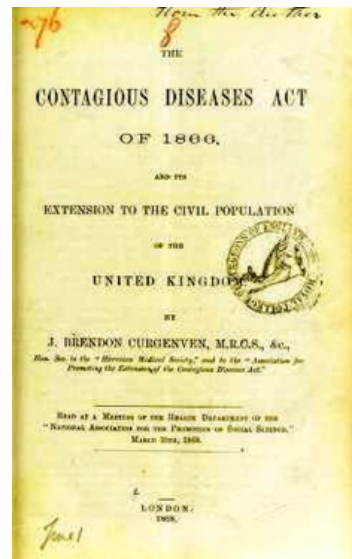 276
8
From the Author
THE
CONTAGIOUS DISEASES ACT
OF 1866,
AND ITS
EXTENSION TO THE CIVIL POPULATION
OF THE
UNITED KINGDOM
BY
J. BRENDON CURGENVEN, M.R.C.S., &c.,
Hon. Sec. to the "Harveian Medical Society," and to the "Association for
Promoting the Extension of the Contagious Diseases Act."
READ AT A MEETING OF THE HEALTH DEPARTMENT OF THE
"NATIONAL ASSOCIATION FOR THE PROMOTION OF SOCIAL SCIENCE,"
MARCH 1868.
LONDON:
1868.